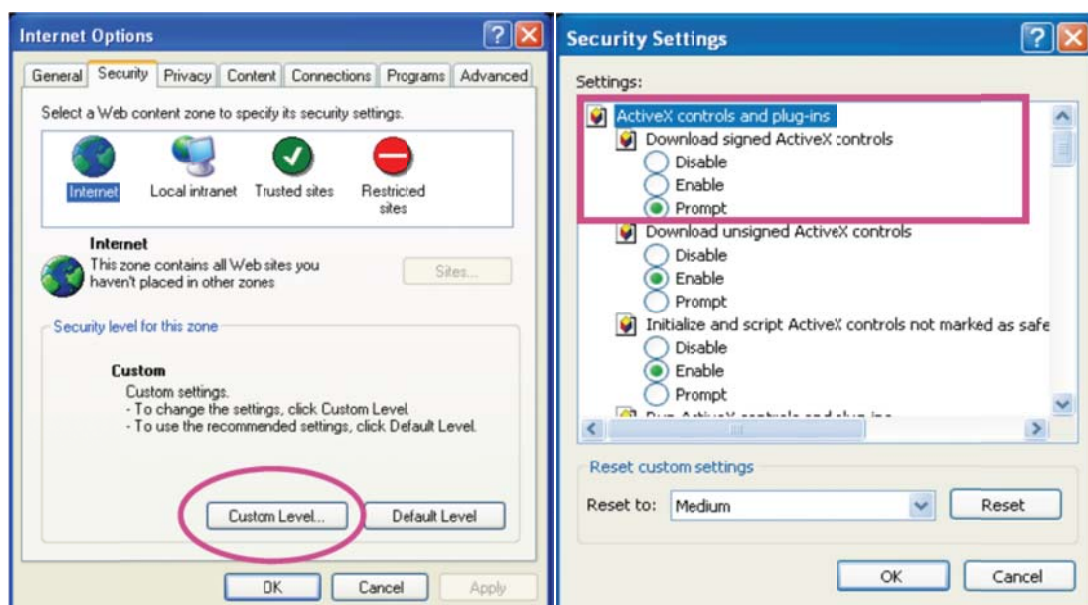 Internet Options
General Security Privacy Content Connections Programs Advanced
Select a Web content zone to specify its security settings.
Internet Local intranet Trusted sites Restricted
sites
Internet
This zone contains all Web sites you
haven't placed in other zones
Sites...
Security level for this zone
Custom
Custom settings.
- To change the settings, click Custom Level
- To use the recommended settings, click Default Level.
Custom Level... Default Level
OK Cancel Apply
Security Settings
Settings:
ActiveX controls and plug-ins
Download signed ActiveX controls
Disable
Enable
Prompt
Download unsigned ActiveX controls
Disable
Enable
Prompt
Initialize and script ActiveX controls not marked as safe
Disable
Enable
Prompt
Reset custom settings
Reset to: Medium Reset
OK Cancel